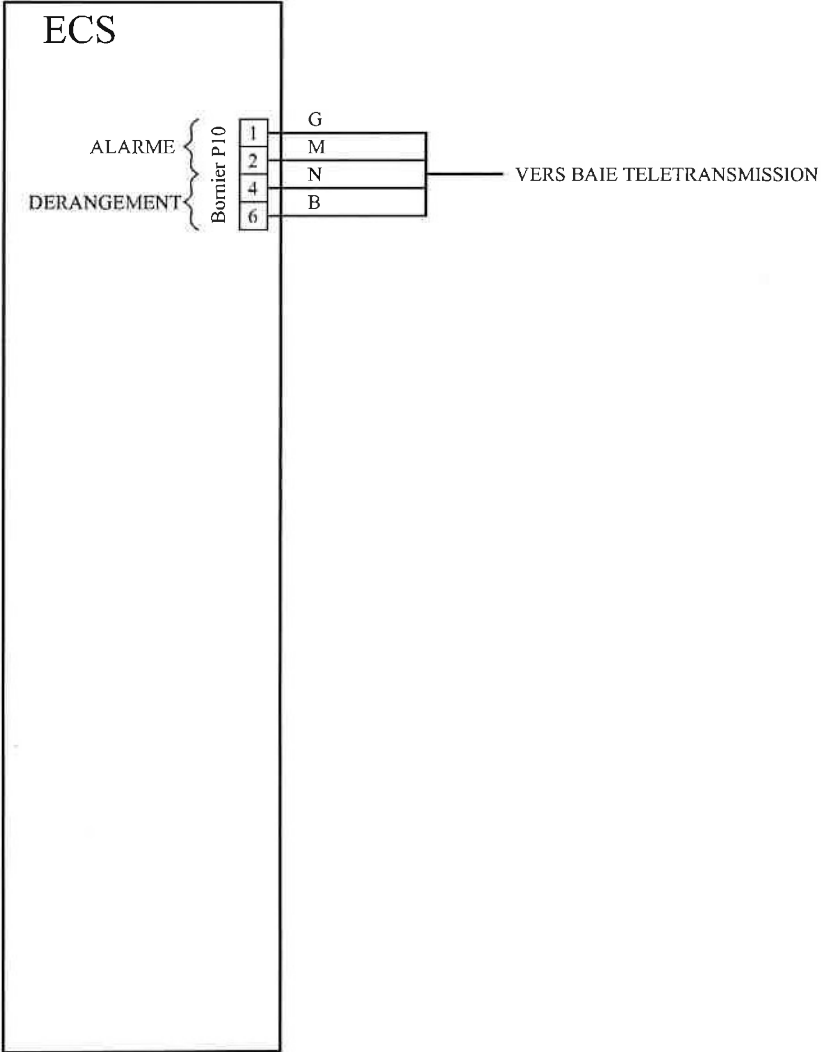 ECS
ALARME
DERANGEMENT
Bornier P10
1
2
4
6
G
M
N
B
VERS BAIE TELETRANSMISSION